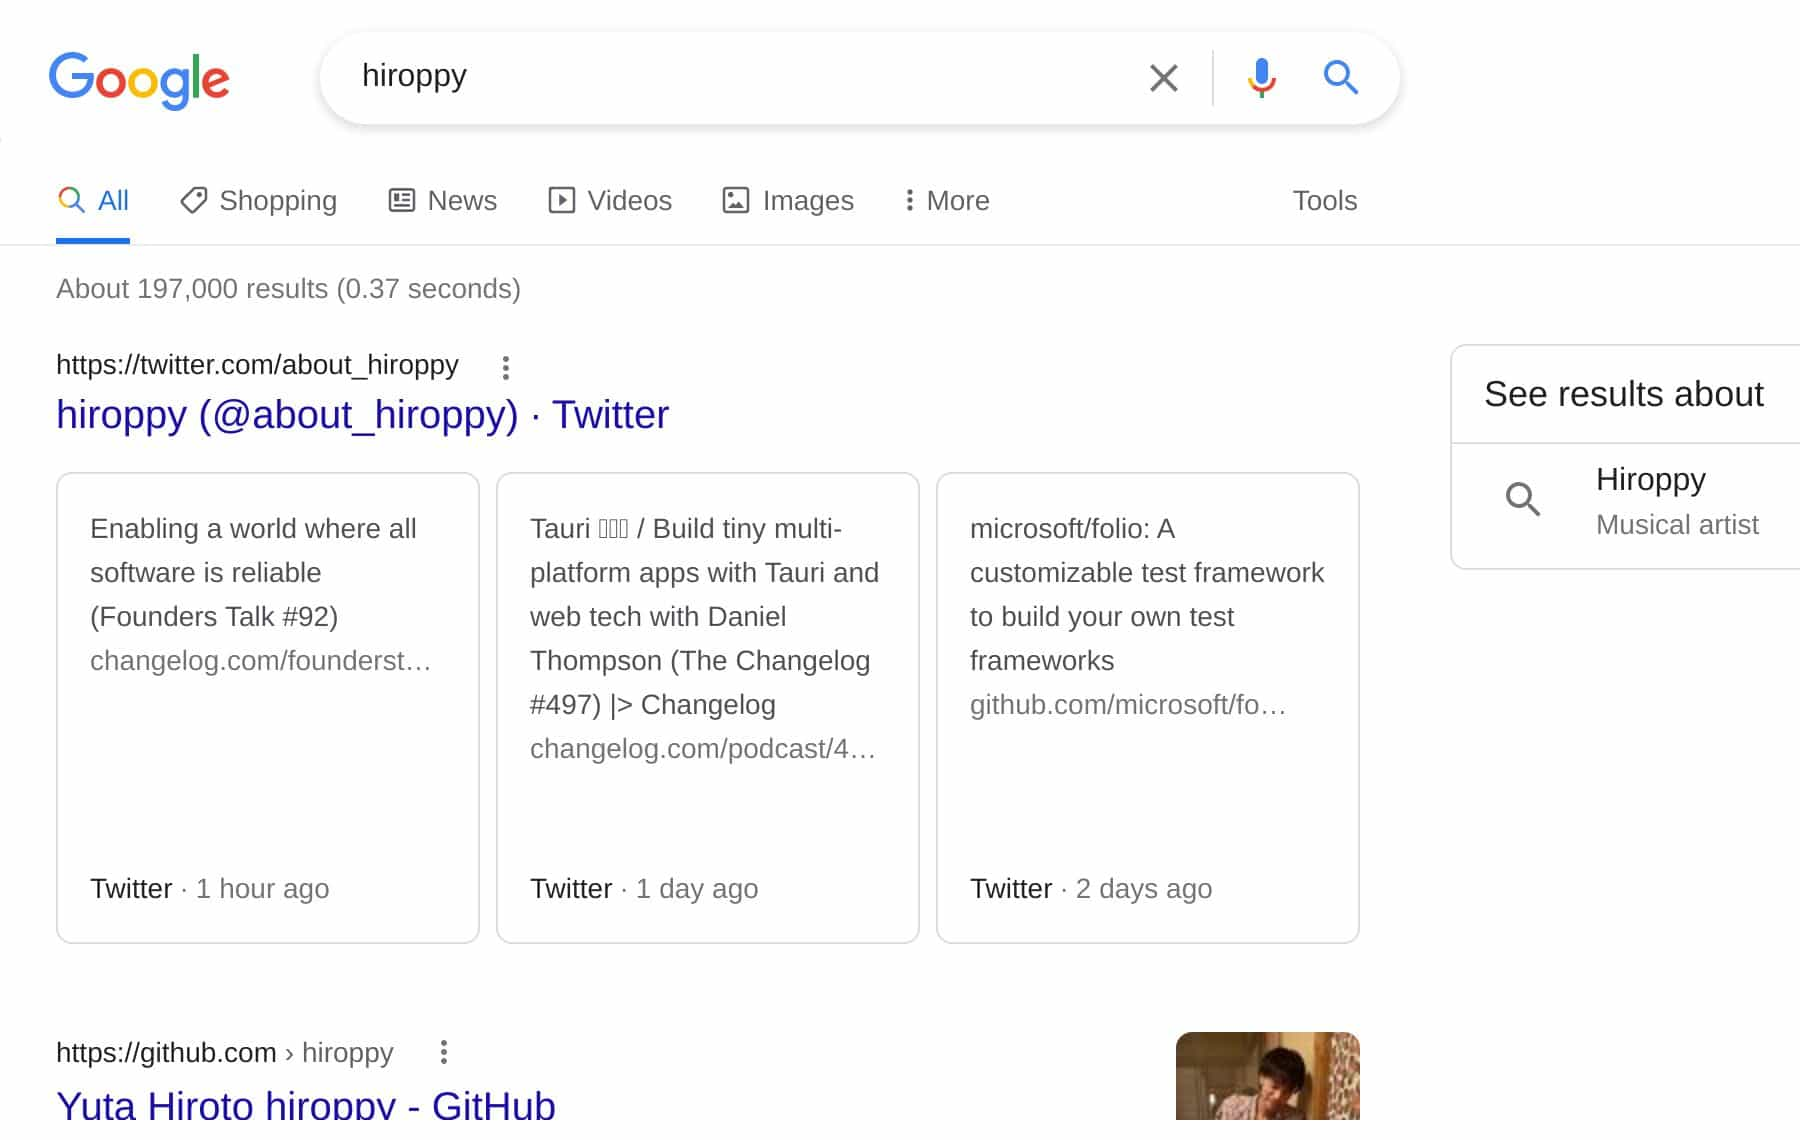 Google
hiroppy
All Shopping News Videos Images More Tools
About 197,000 results (0.37 seconds)
https://twitter.com/about_hiroppy
hiroppy (@about_hiroppy) · Twitter
Enabling a world where all
software is reliable
(Founders Talk #92)
changelog.com/founderst…
Twitter · 1 hour ago
Tauri / Build tiny multi-
platform apps with Tauri and
web tech with Daniel
Thompson (The Changelog
#497) |> Changelog
changelog.com/podcast/4…
Twitter · 1 day ago
microsoft/folio: A
customizable test framework
to build your own test
frameworks
github.com/microsoft/fo…
Twitter · 2 days ago
See results about
Hiroppy
Musical artist
https://github.com › hiroppy
Yuta Hiroto hiroppy - GitHub